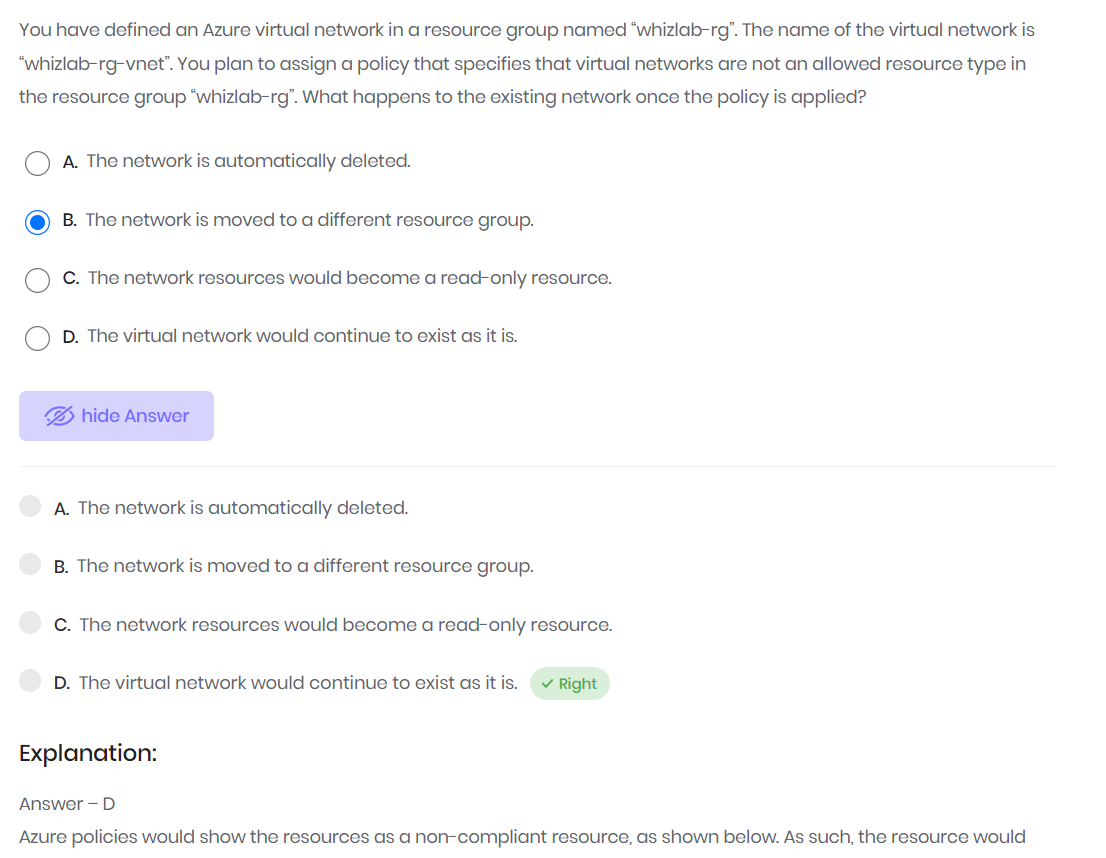 You have defined an Azure virtual network in a resource group named “whizlab-rg”. The name of the virtual network is
“whizlab-rg-vnet”. You plan to assign a policy that specifies that virtual networks are not an allowed resource type in
the resource group “whizlab-rg”. What happens to the existing network once the policy is applied?
A. The network is automatically deleted.
B. The network is moved to a different resource group.
C. The network resources would become a read-only resource.
D. The virtual network would continue to exist as it is.
hide Answer
A. The network is automatically deleted.
B. The network is moved to a different resource group.
C. The network resources would become a read-only resource.
D. The virtual network would continue to exist as it is. Right
Explanation:
Answer – D
Azure policies would show the resources as a non-compliant resource, as shown below. As such, the resource would